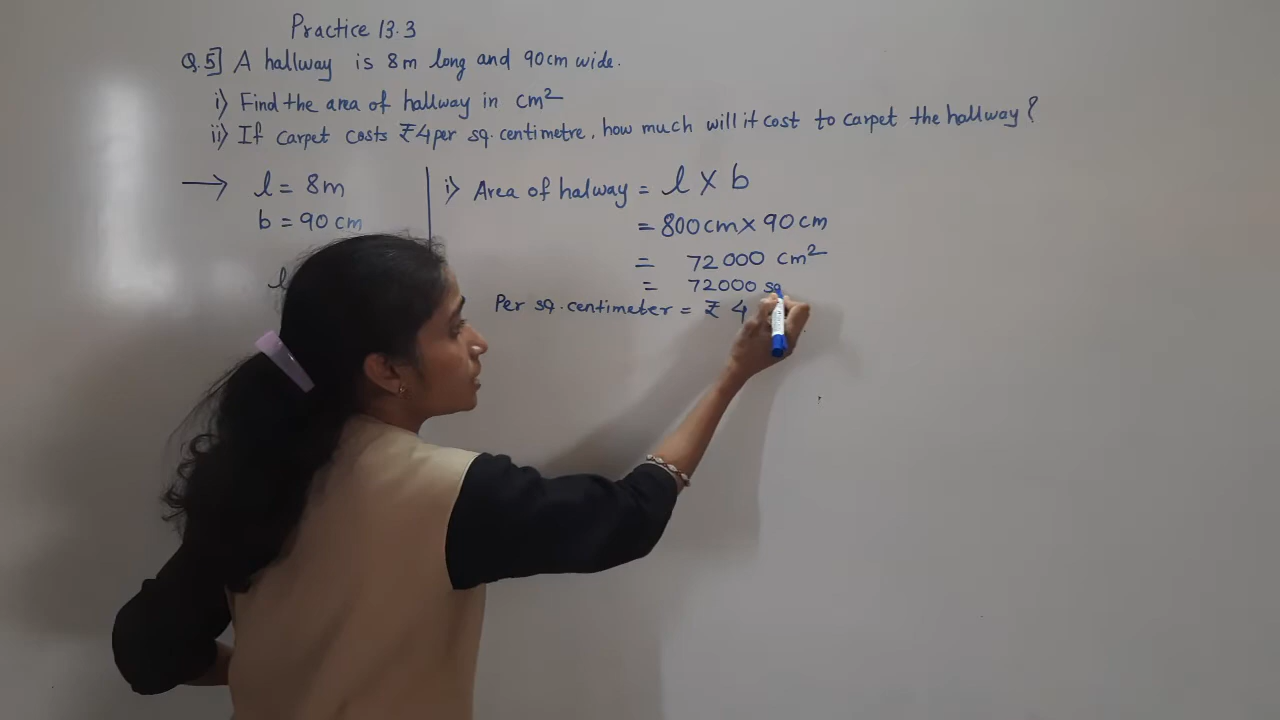 Practice 13.3
Q.5] A hallway is 8m long and 90cm wide.
i) Find the area of hallway in cm²
ii) If carpet costs ₹4 per sq. centimetre, how much will it cost to carpet the hallway?
→ l = 8m
b = 90 cm
l
i) Area of halway = l X b
= 800cm x 90cm
= 72000 cm²
= 72000 sq
Per sq. centimeter = ₹ 4